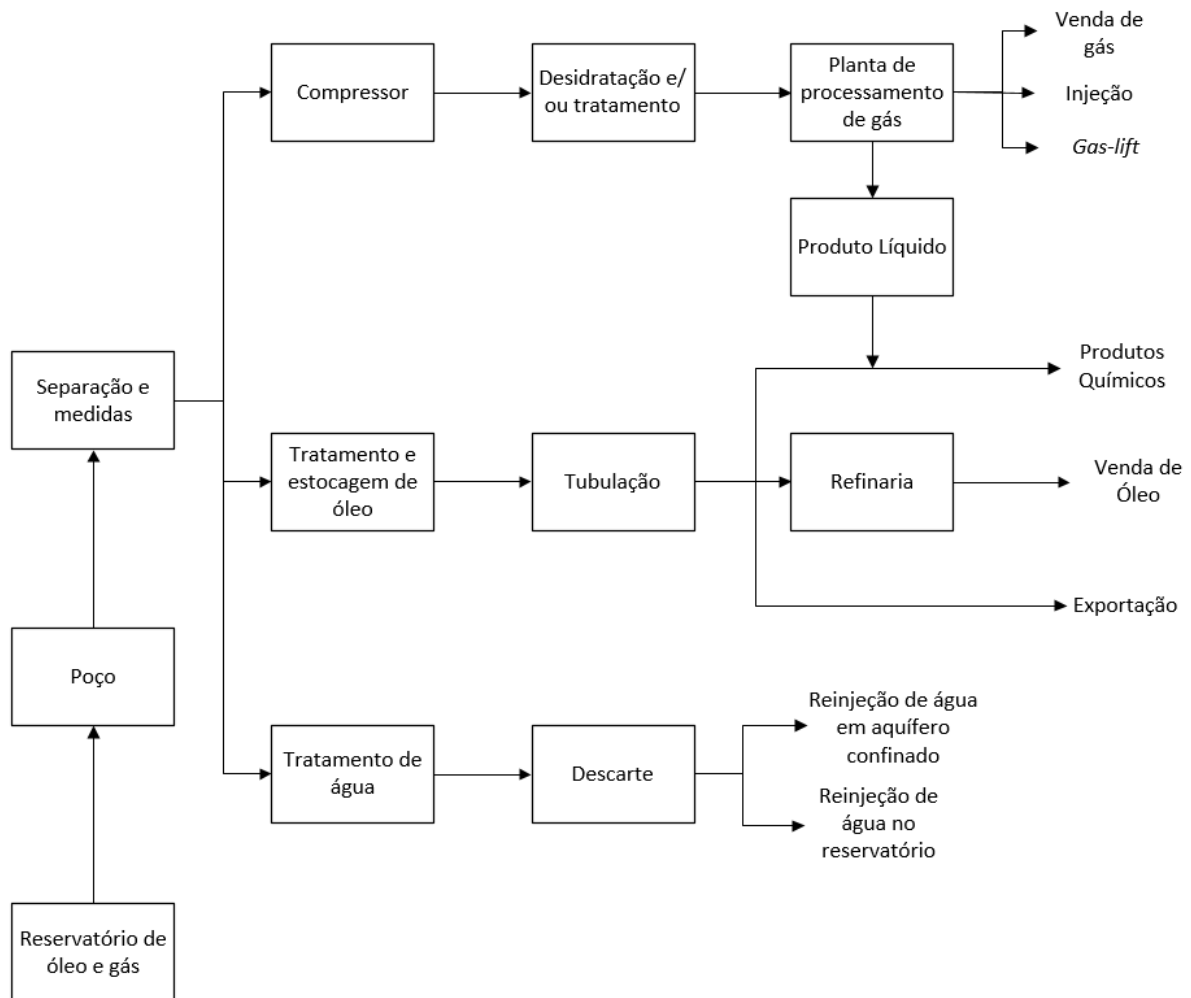 Venda de
gás
Compressor
Desidratação e/
ou tratamento
Planta de
processamento
de gás
Injeção
Gas-lift
Produto Líquido
Separação e
medidas
Produtos
Químicos
Tratamento e
estocagem de
óleo
Tubulação
Refinaria
Venda de
Óleo
Exportação
Poço
Tratamento de
água
Descarte
Reinjeção de água
em aquífero
confinado
Reinjeção de
água no
reservatório
Reservatório de
óleo e gás